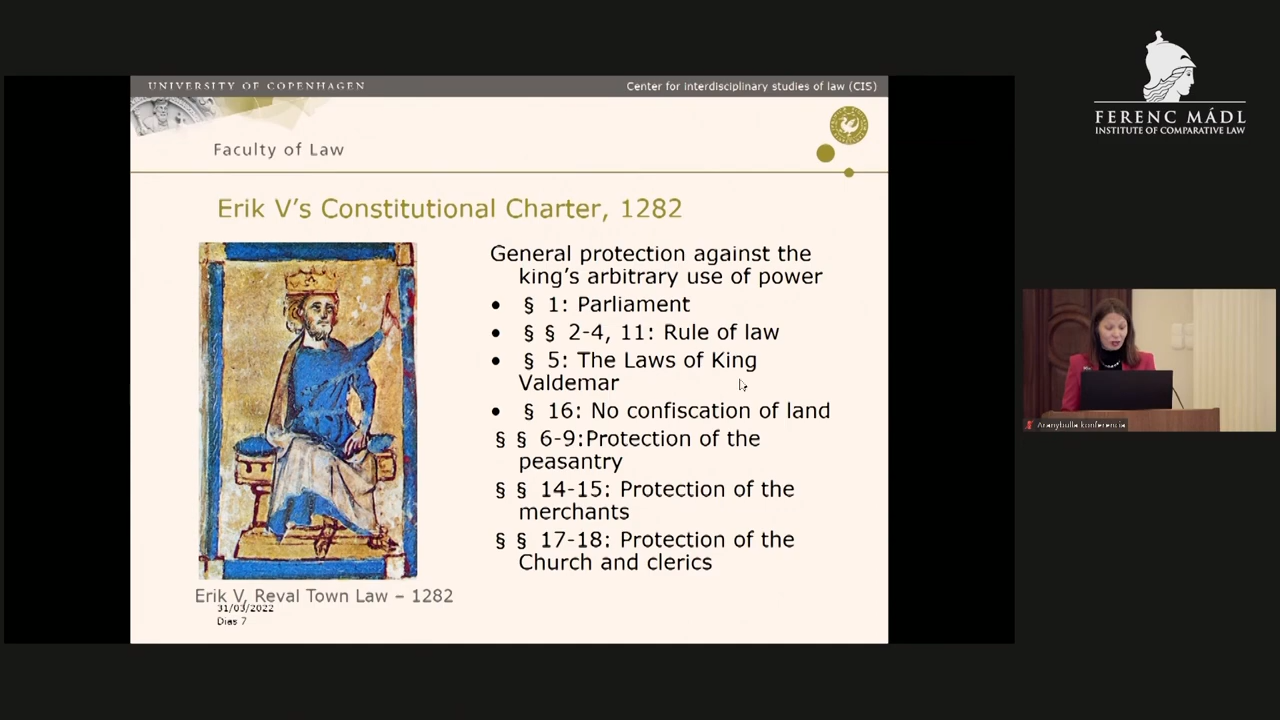 UNIVERSITY OF COPENHAGEN
Center for interdisciplinary studies of law (CIS)
Faculty of Law
Erik V's Constitutional Charter, 1282
General protection against the
king's arbitrary use of power
• § 1: Parliament
• § § 2-4, 11: Rule of law
• § 5: The Laws of King
Valdemar
• § 16: No confiscation of land
§ § 6-9:Protection of the
peasantry
§ § 14-15: Protection of the
merchants
§ § 17-18: Protection of the
Church and clerics
Erik V, Reval Town Law – 1282
31/03/2022
Dias 7
FERENC MÁDL
INSTITUTE OF COMPARATIVE LAW
Aranybulla konferencia